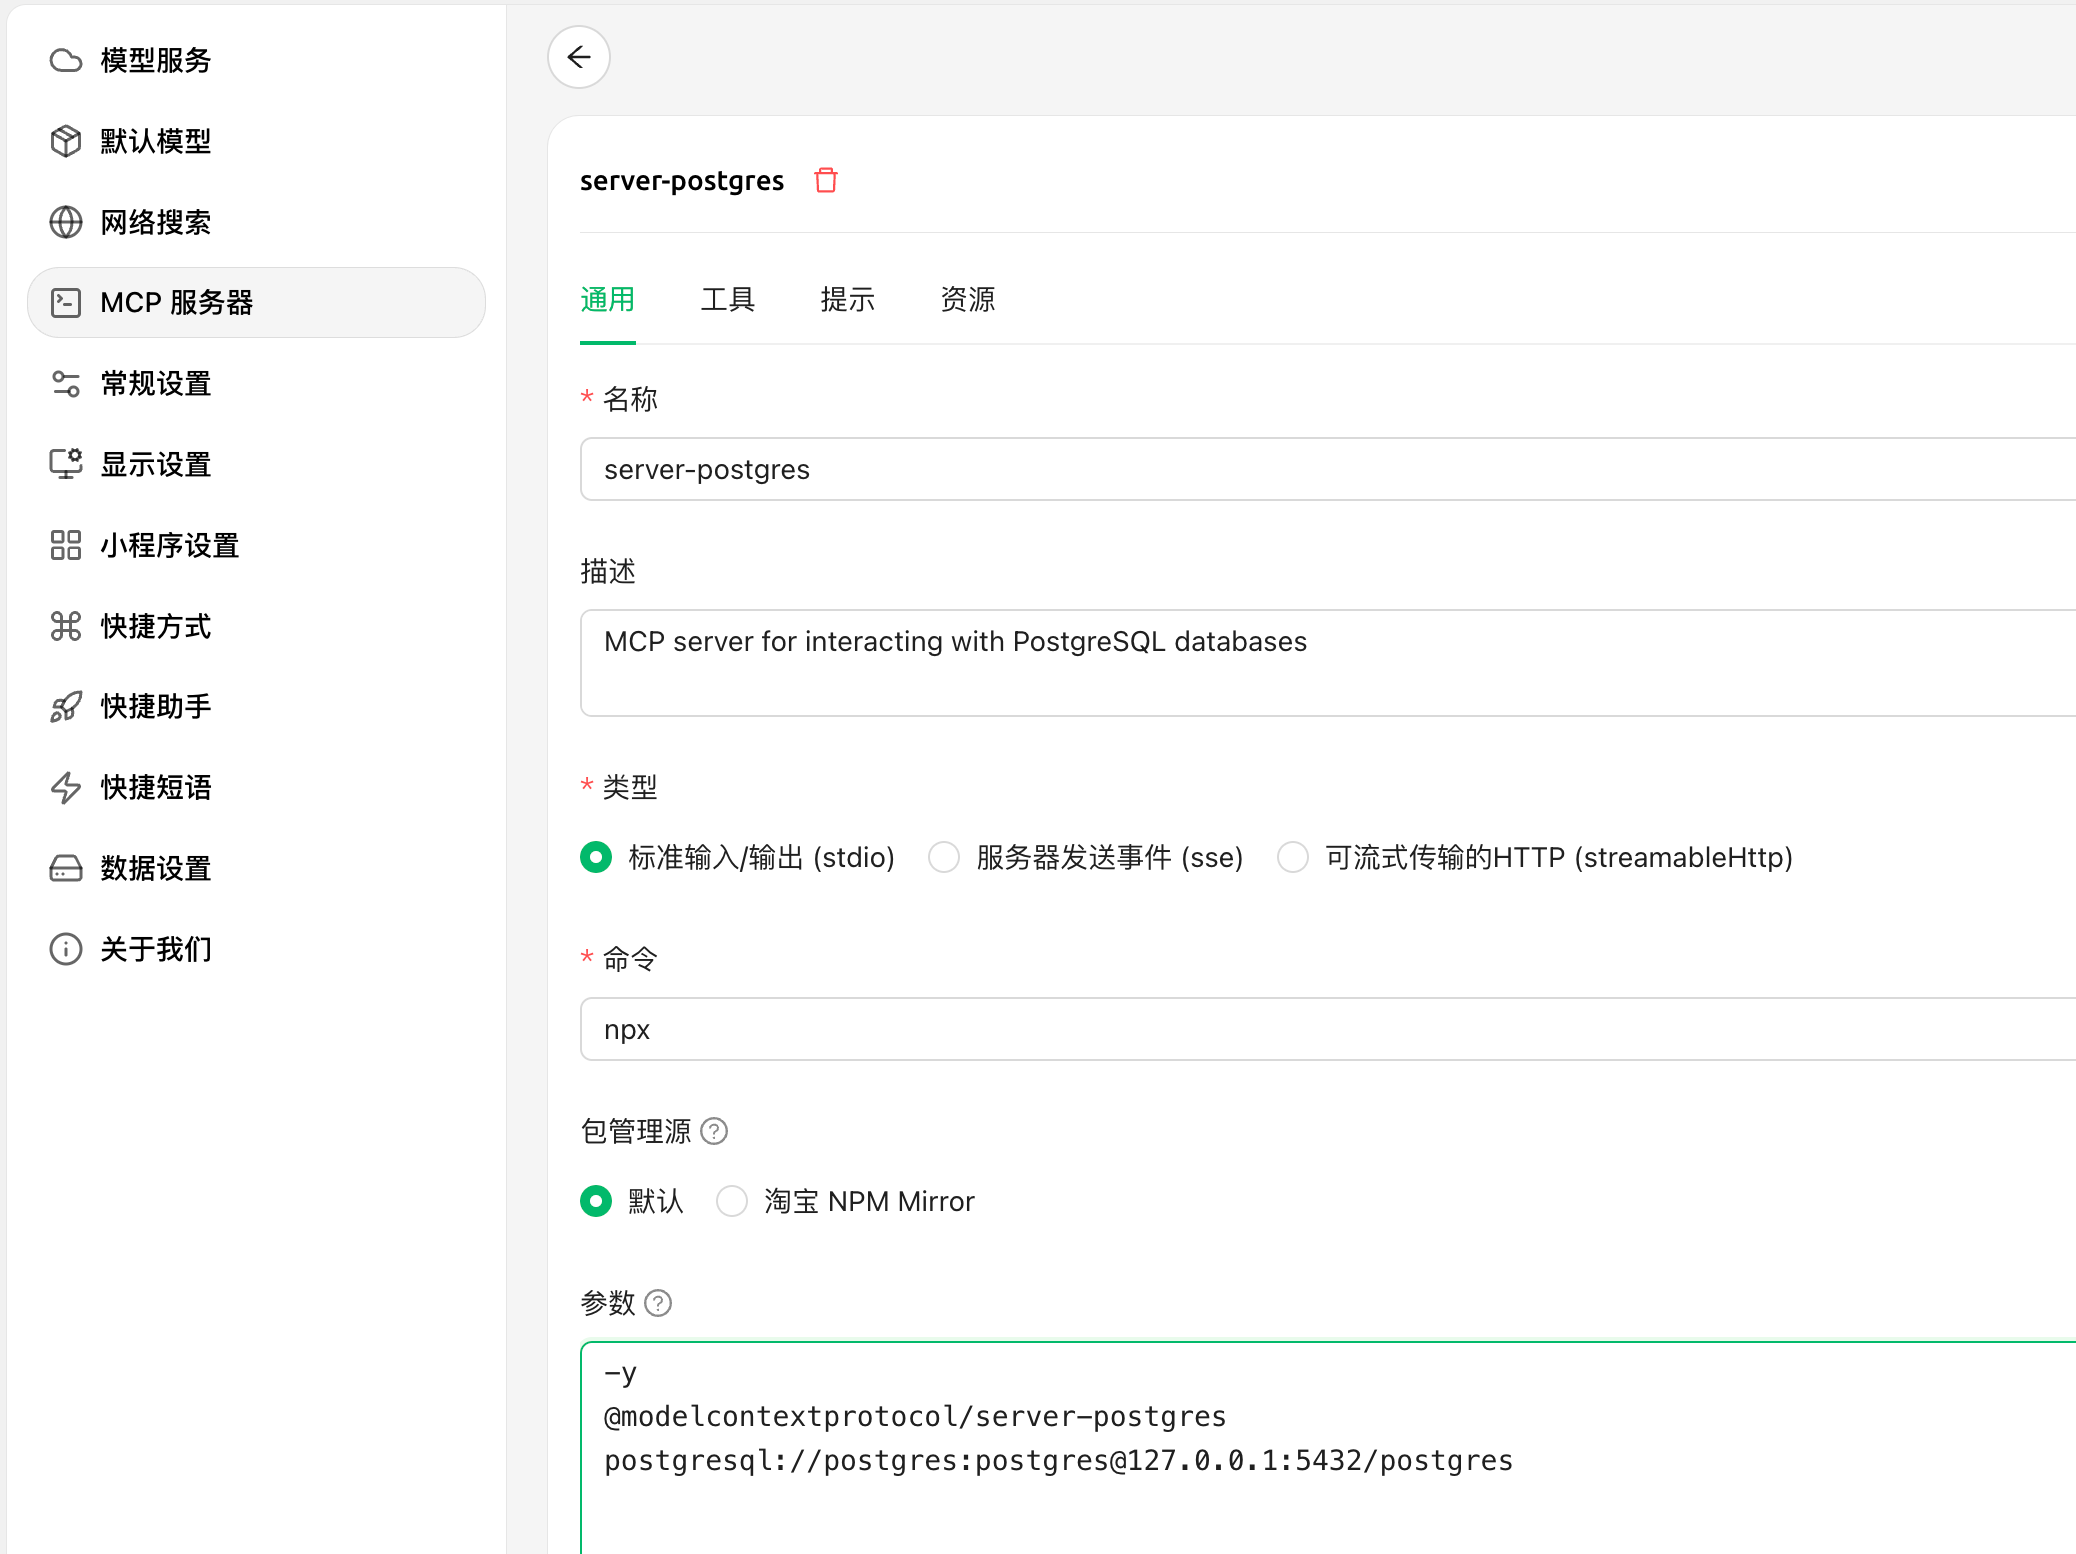 模型服务
默认模型
网络搜索
MCP 服务器
常规设置
显示设置
小程序设置
快捷方式
快捷助手
快捷短语
数据设置
关于我们
server-postgres
通用 工具 提示 资源
* 名称
server-postgres
描述
MCP server for interacting with PostgreSQL databases
* 类型
标准输入/输出 (stdio) 服务器发送事件 (sse) 可流式传输的HTTP (streamableHttp)
* 命令
npx
包管理源 ?
默认 淘宝 NPM Mirror
参数 ?
-y
@modelcontextprotocol/server-postgres
postgresql://postgres:postgres@127.0.0.1:5432/postgres